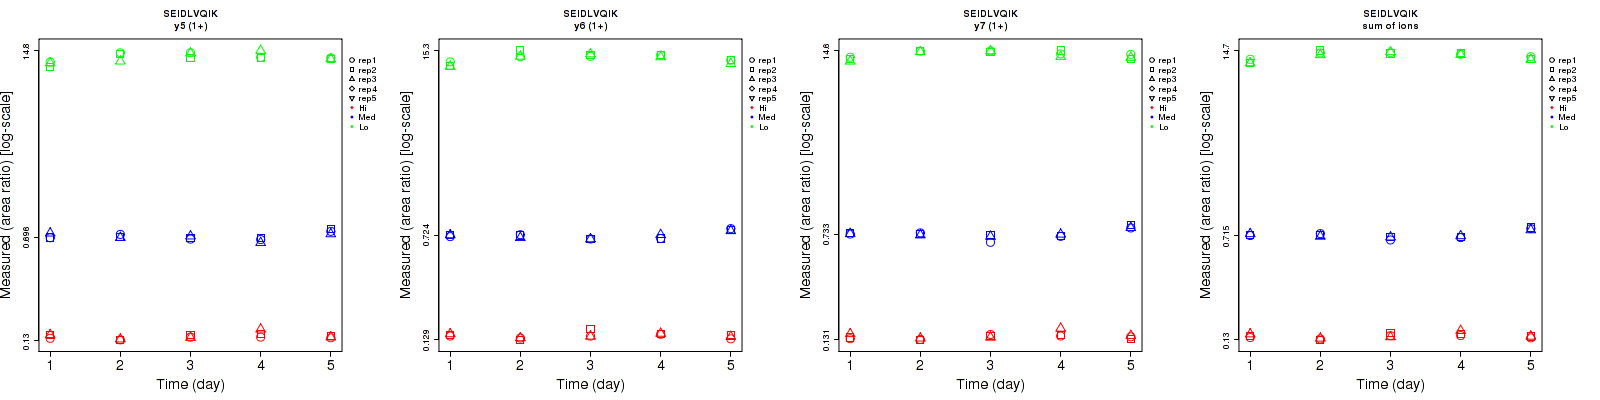 SEIDLVQIK
y5 (1+)
Measured (area ratio) [log-scale]
14.8
0.696
0.13
1 2 3 4 5
Time (day)
rep1
rep2
rep3
rep4
rep5
Hi
Med
Lo
SEIDLVQIK
y6 (1+)
Measured (area ratio) [log-scale]
15.3
0.724
0.129
1 2 3 4 5
Time (day)
rep1
rep2
rep3
rep4
rep5
Hi
Med
Lo
SEIDLVQIK
y7 (1+)
Measured (area ratio) [log-scale]
0.733
0.131
1 2 3 4 5
Time (day)
rep1
rep2
rep3
rep4
rep5
Hi
Med
Lo
SEIDLVQIK
sum of ions
Measured (area ratio) [log-scale]
14.7
0.715
0.13
1 2 3 4 5
Time (day)
rep1
rep2
rep3
rep4
rep5
Hi
Med
Lo